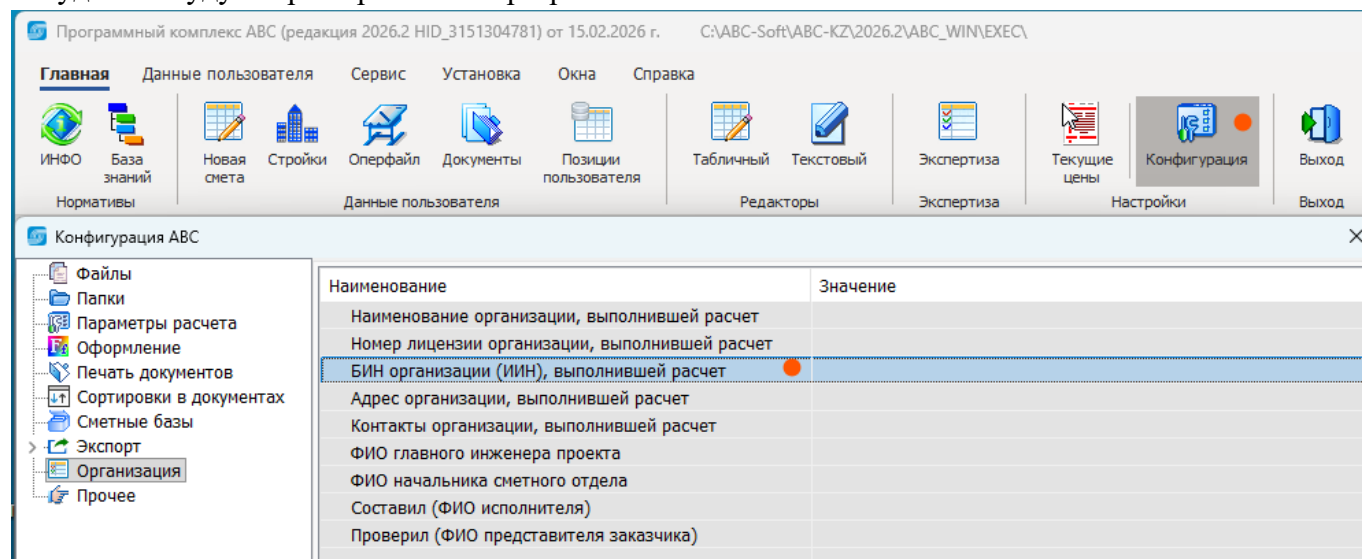 Программный комплекс АВС (редакция 2026.2 HID_3151304781) от 15.02.2026 г. C:\ABC-Soft\ABC-KZ\2026.2\ABC_WIN\EXEC\
Главная Данные пользователя Сервис Установка Окна Справка
ИНФО База знаний Новая смета Стройки Оперфайл Документы Позиции пользователя Табличный Текстовый Экспертиза Текущие цены Конфигурация Выход
Нормативы Данные пользователя Редакторы Экспертиза Настройки Выход
Конфигурация АВС
Файлы
Папки
Параметры расчета
Оформление
Печать документов
Сортировки в документах
Сметные базы
Экспорт
Организация
Прочее
Наименование Значение
Наименование организации, выполнившей расчет
Номер лицензии организации, выполнившей расчет
БИН организации (ИИН), выполнившей расчет
Адрес организации, выполнившей расчет
Контакты организации, выполнившей расчет
ФИО главного инженера проекта
ФИО начальника сметного отдела
Составил (ФИО исполнителя)
Проверил (ФИО представителя заказчика)